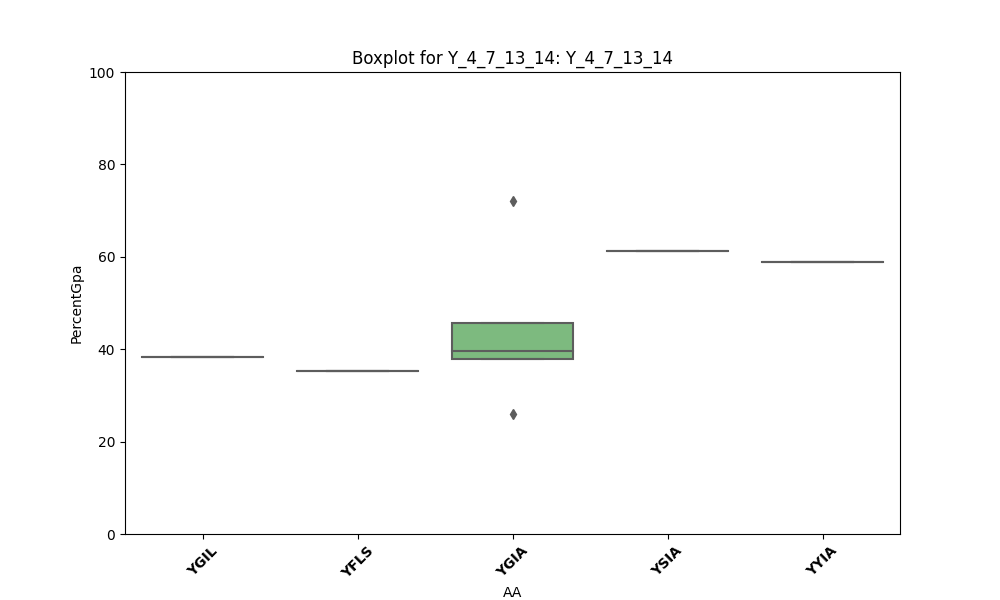 Boxplot for Y_4_7_13_14: Y_4_7_13_14
100
80
60
40
20
0
PercentGpa
YGIL
YFLS
YGIA
YSIA
YYIA
AA